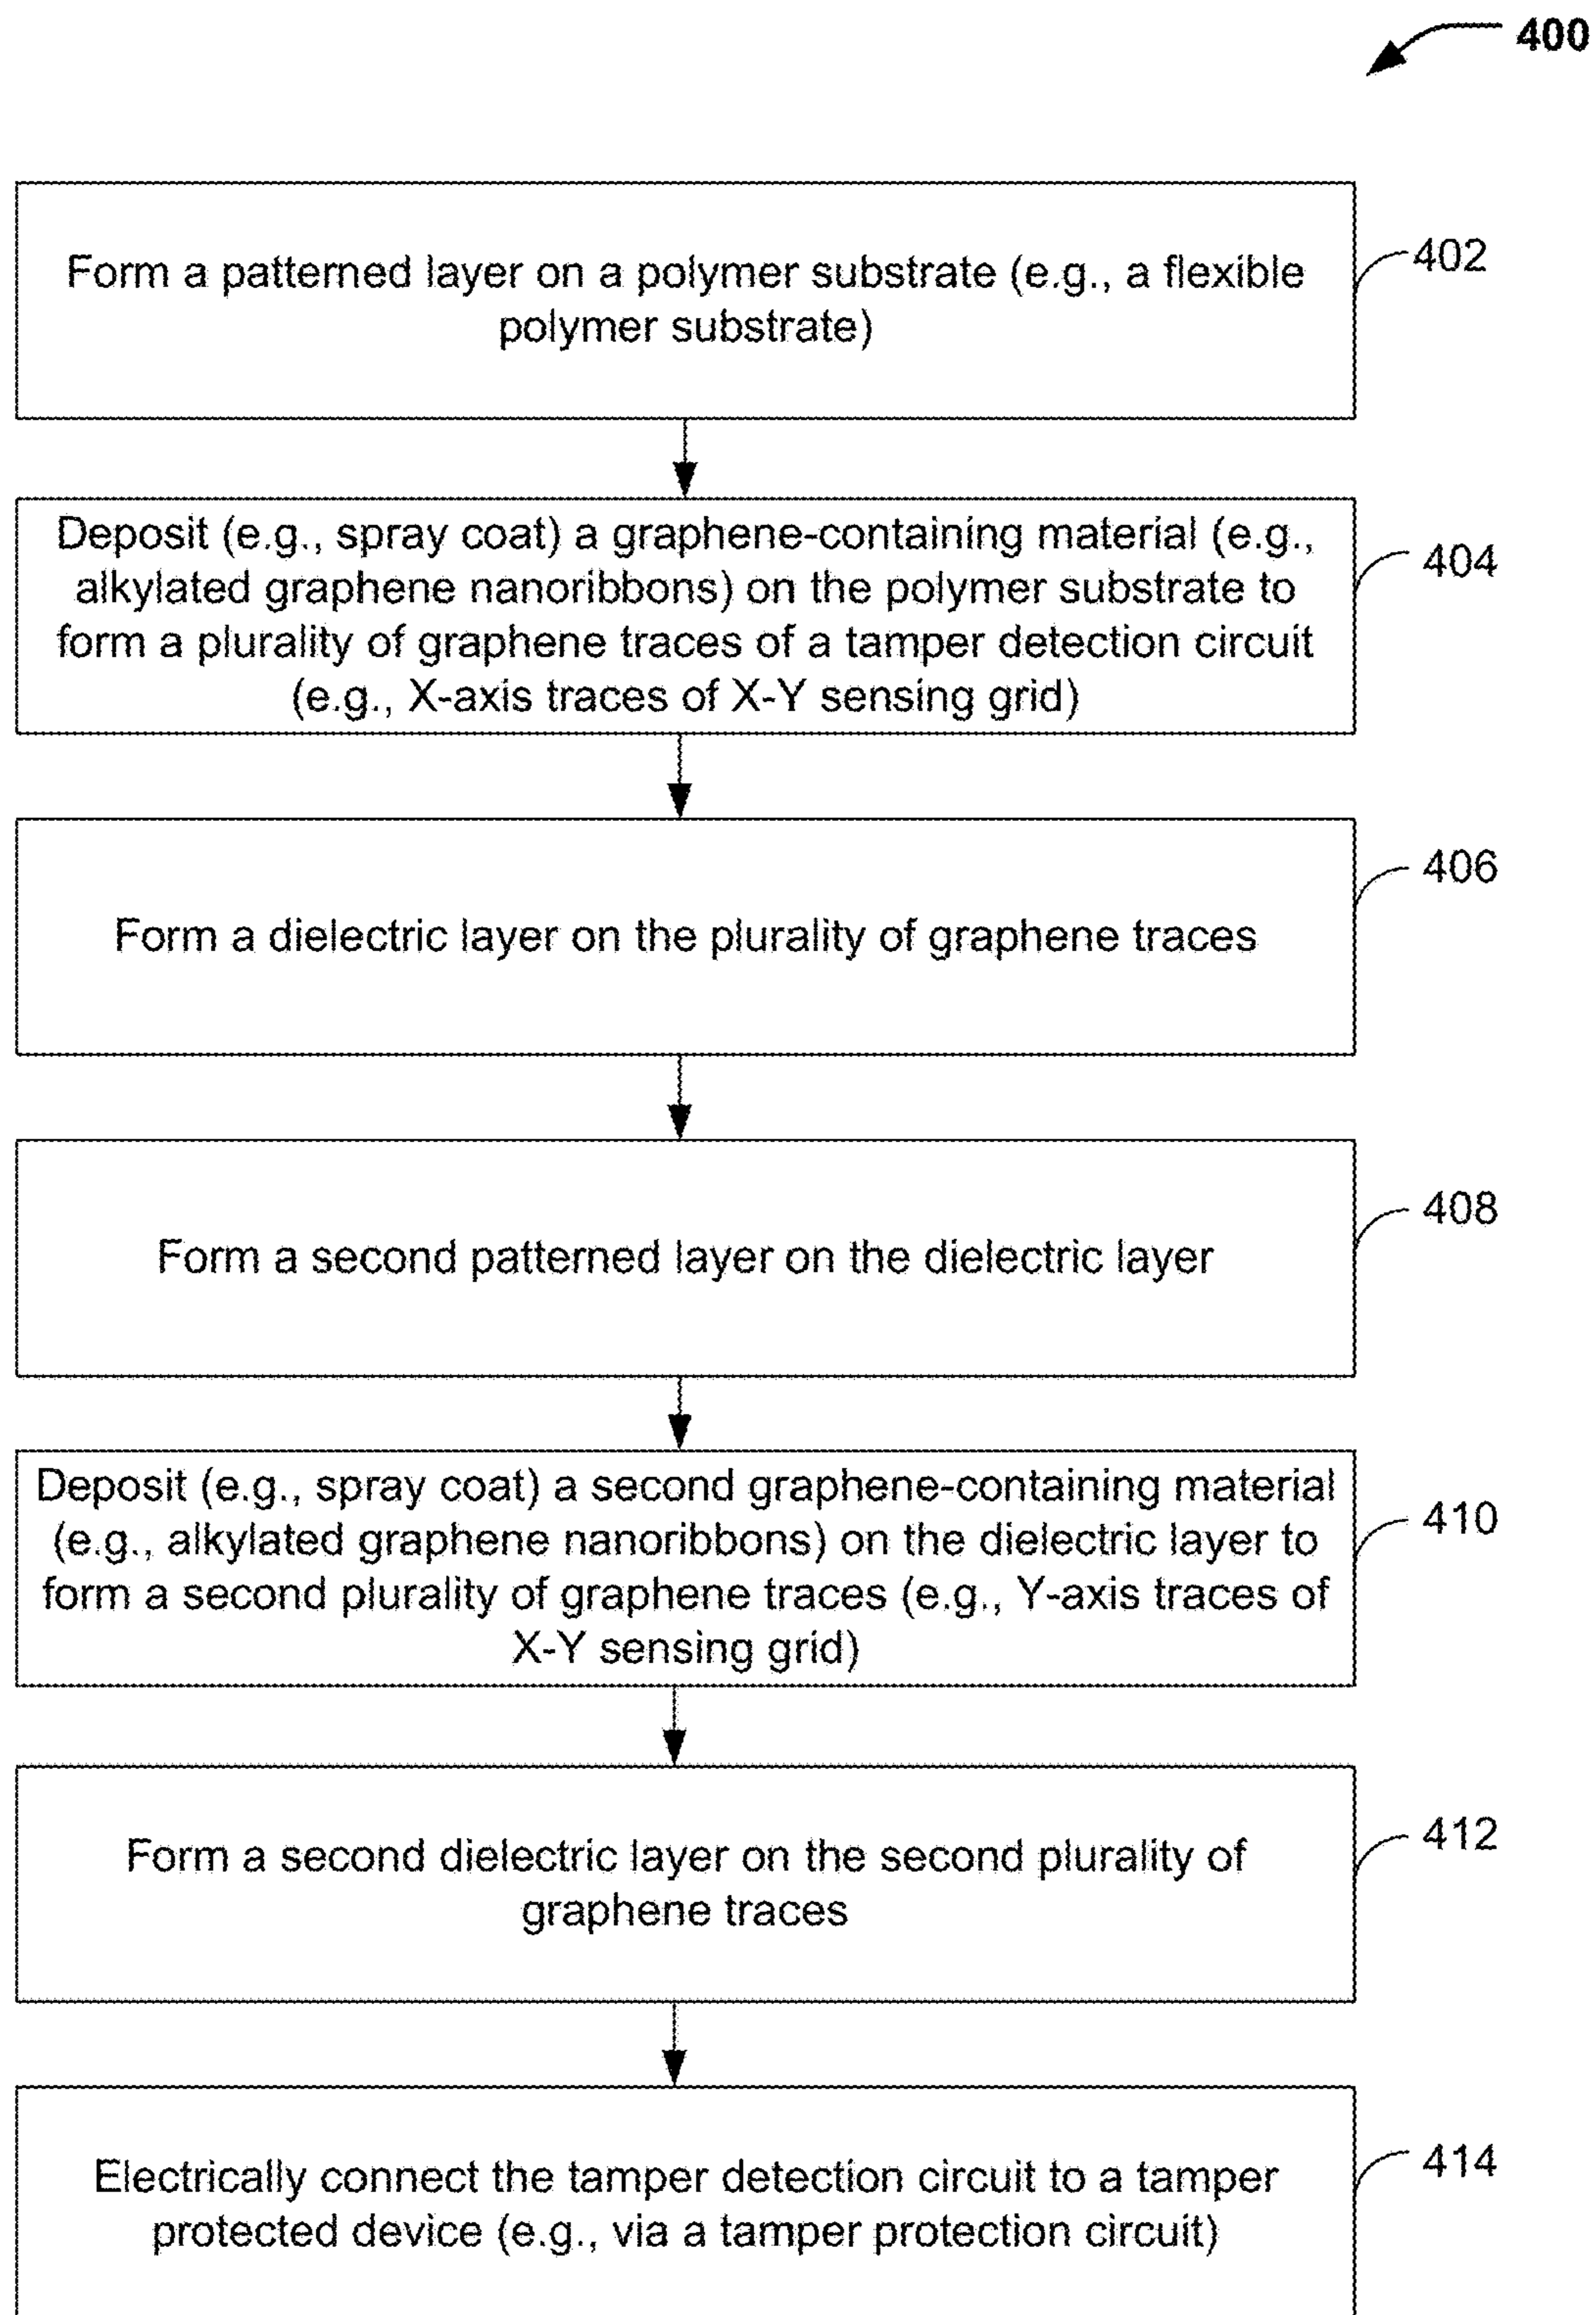 400
Form a patterned layer on a polymer substrate (e.g., a flexible
polymer substrate)
402
Deposit (e.g., spray coat) a graphene-containing material (e.g.,
alkylated graphene nanoribbons) on the polymer substrate to
form a plurality of graphene traces of a tamper detection circuit
(e.g., X-axis traces of X-Y sensing grid)
404
Form a dielectric layer on the plurality of graphene traces
406
Form a second patterned layer on the dielectric layer
408
Deposit (e.g., spray coat) a second graphene-containing material
(e.g., alkylated graphene nanoribbons) on the dielectric layer to
form a second plurality of graphene traces (e.g., Y-axis traces of
X-Y sensing grid)
410
Form a second dielectric layer on the second plurality of
graphene traces
412
Electrically connect the tamper detection circuit to a tamper
protected device (e.g., via a tamper protection circuit)
414